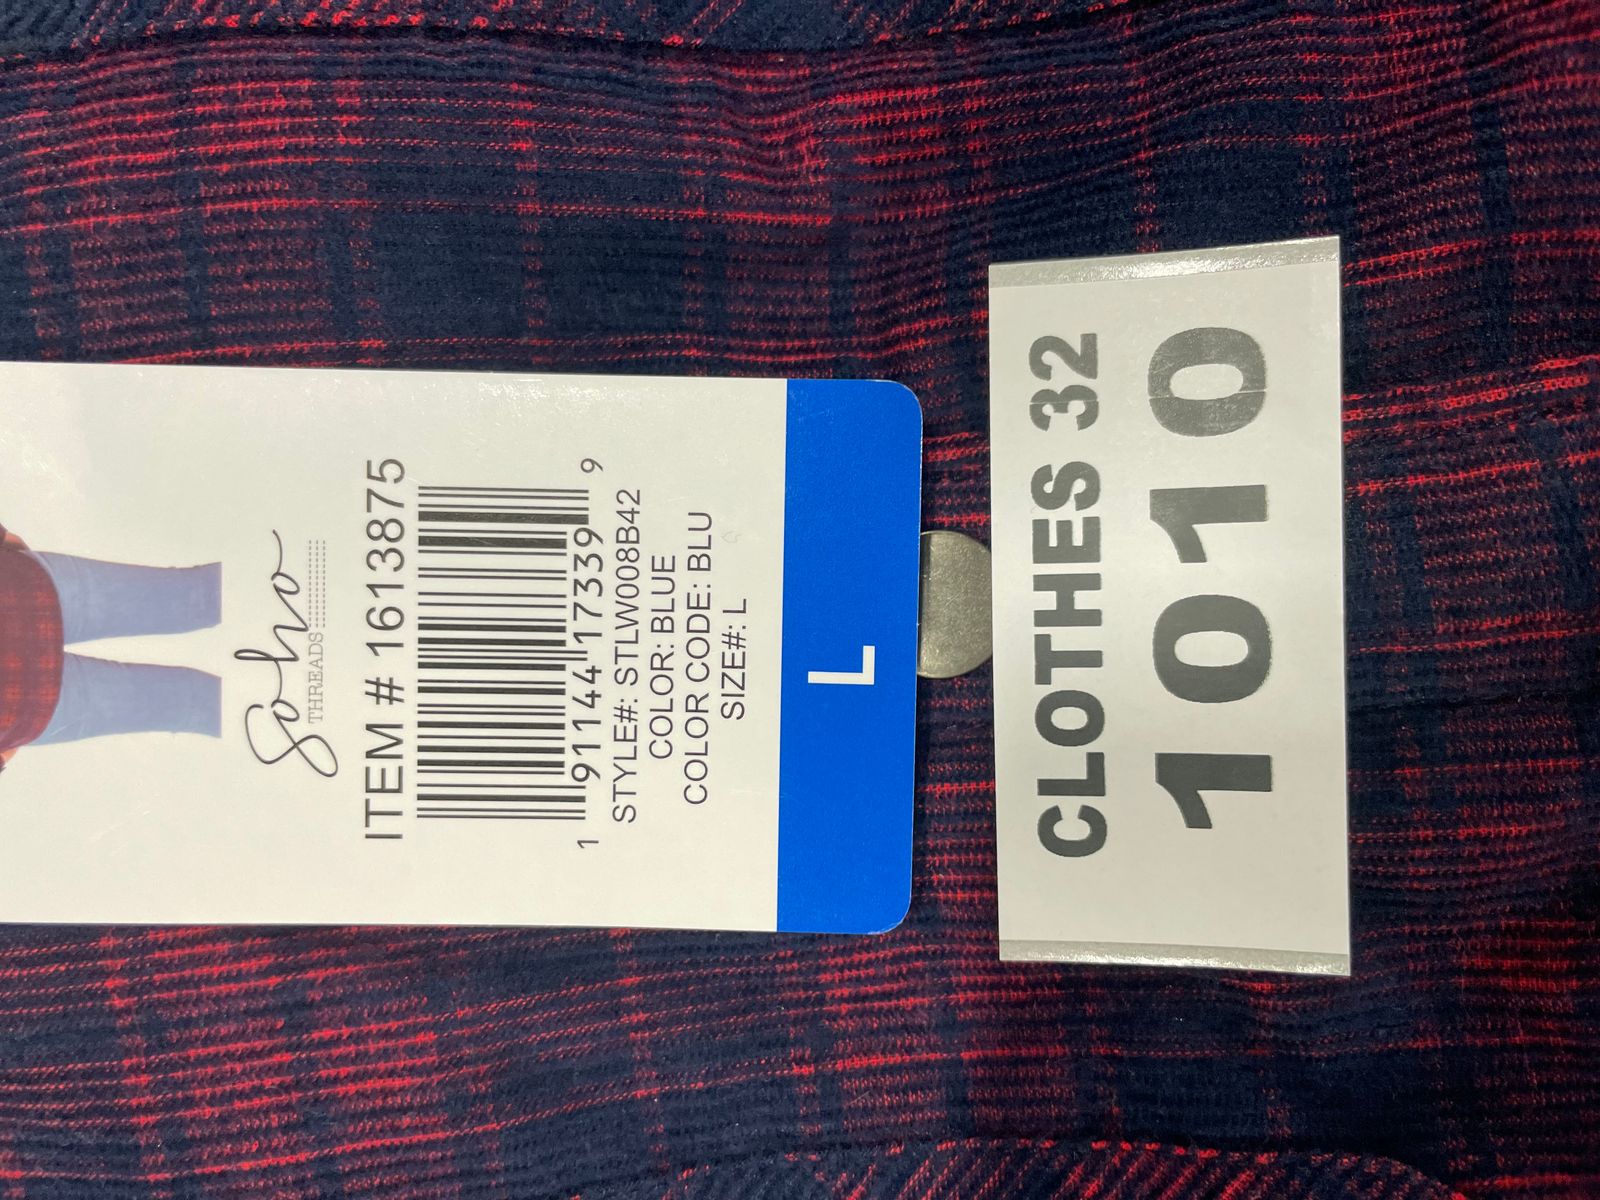 Soho
THREADS
ITEM # 1613875
1 91144 17339 9
STYLE#: STLW008B42
COLOR: BLUE
COLOR CODE: BLU
SIZE#: L
L
CLOTHES 32
1010